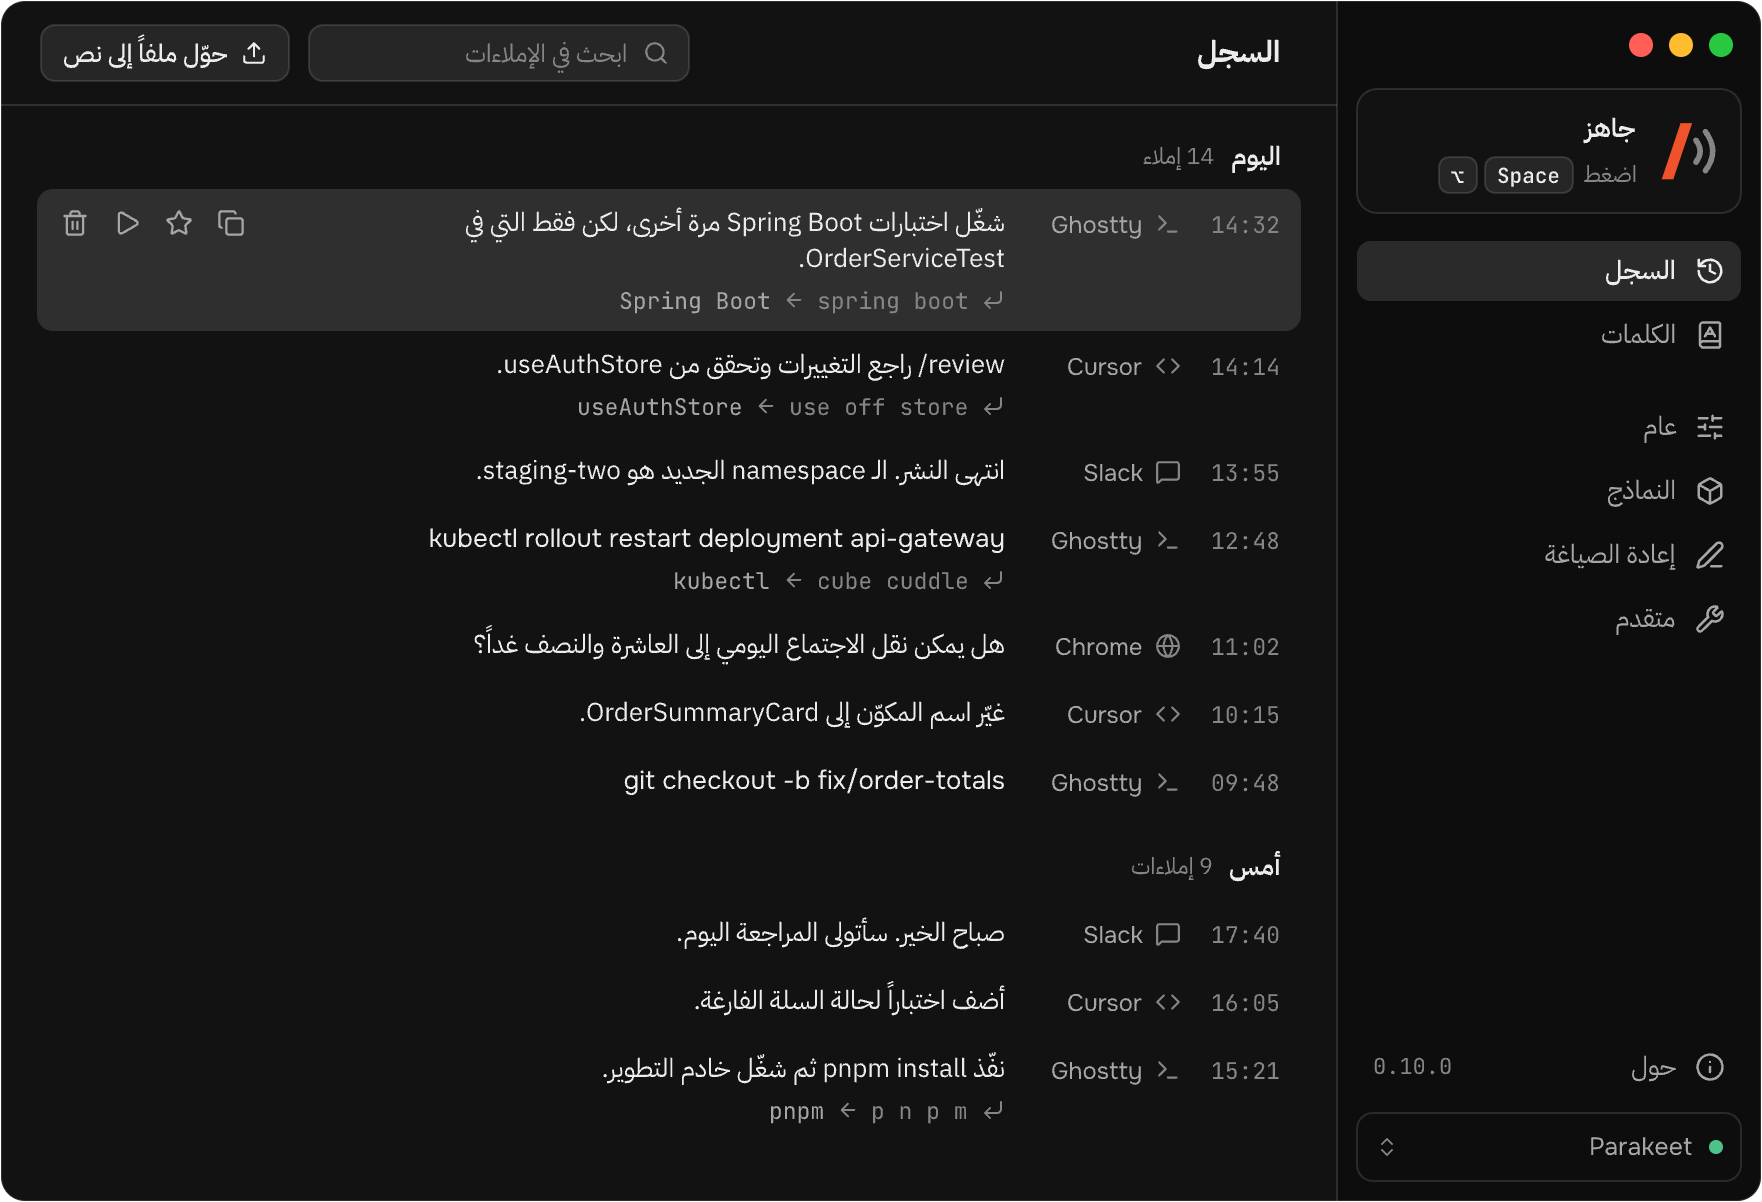 جاهز
اضغط Space ⌥
السجل
الكلمات
عام
النماذج
إعادة الصياغة
متقدم
حول 0.10.0
Parakeet
السجل
ابحث في الإملاءات
حوّل ملفاً إلى نص
اليوم 14 إملاء
14:32 Ghostty شغّل اختبارات Spring Boot مرة أخرى، لكن فقط التي في
OrderServiceTest.
spring boot ← Spring Boot
14:14 Cursor /review راجع التغييرات وتحقق من useAuthStore.
use off store ← useAuthStore
13:55 Slack انتهى النشر. الـ namespace الجديد هو staging-two.
12:48 Ghostty kubectl rollout restart deployment api-gateway
cube cuddle ← kubectl
11:02 Chrome هل يمكن نقل الاجتماع اليومي إلى العاشرة والنصف غداً؟
10:15 Cursor غيّر اسم المكوّن إلى OrderSummaryCard.
09:48 Ghostty git checkout -b fix/order-totals
أمس 9 إملاءات
17:40 Slack صباح الخير. سأتولى المراجعة اليوم.
16:05 Cursor أضف اختباراً لحالة السلة الفارغة.
15:21 Ghostty نفّذ pnpm install ثم شغّل خادم التطوير.
p n p m ← pnpm